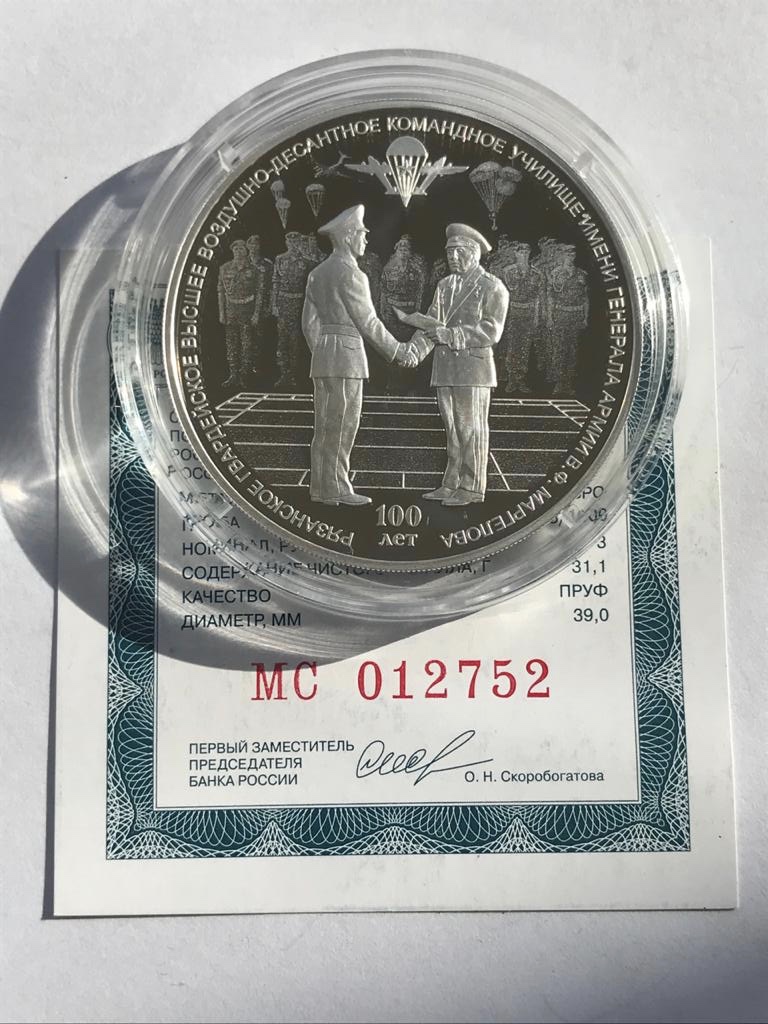 РЯЗАНСКОЕ ГВАРДЕЙСКОЕ ВЫСШЕЕ ВОЗДУШНО-ДЕСАНТНОЕ КОМАНДНОЕ УЧИЛИЩЕ ИМЕНИ ГЕНЕРАЛА АРМИИ В.Ф. МАРГЕЛОВА
100
лет
3
31,1
КАЧЕСТВО ПРУФ
ДИАМЕТР, ММ 39,0
МС 012752
ПЕРВЫЙ ЗАМЕСТИТЕЛЬ
ПРЕДСЕДАТЕЛЯ
БАНКА РОССИИ
О. Н. Скоробогатова